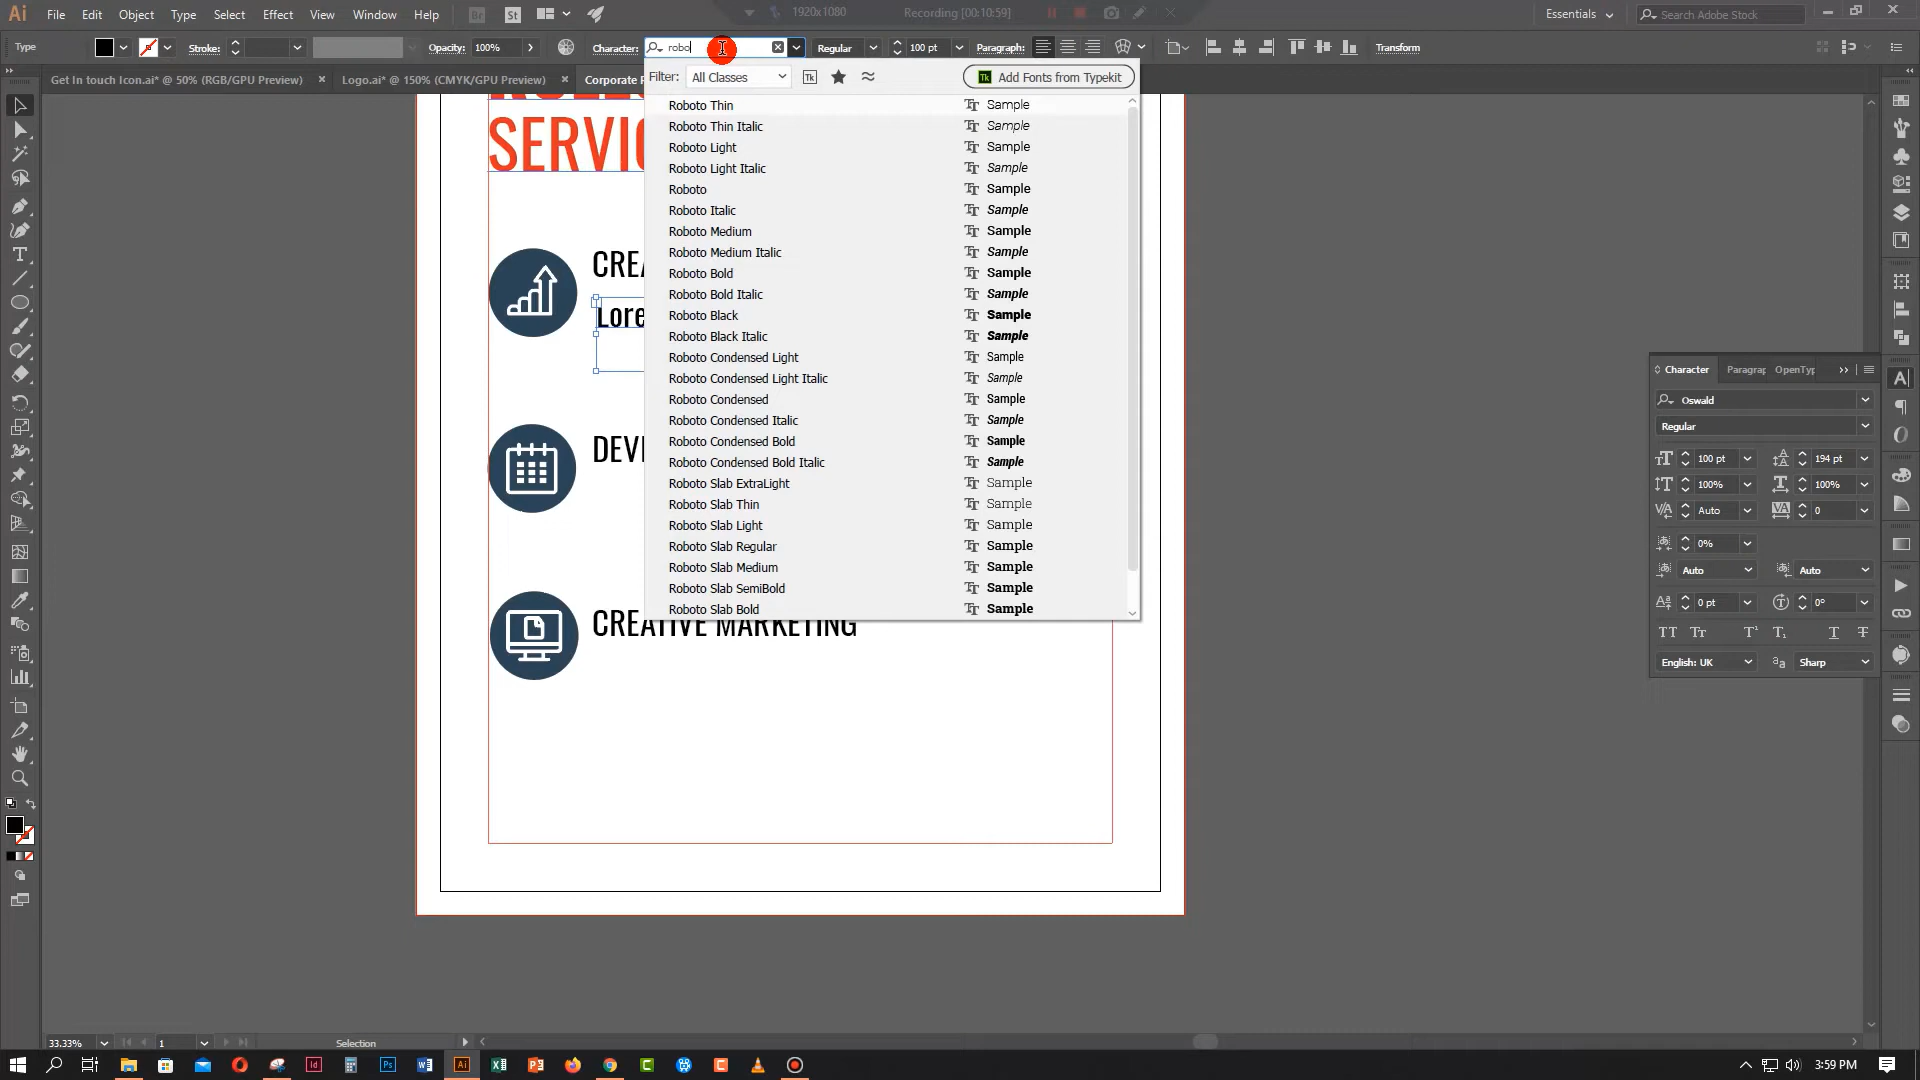 Ai File Edit Object Type Select Effect View Window Help Br St 1920x1080 Recording [00:10:59] Essentials Search Adobe Stock
Type Stroke: Opacity: 100% Character: robo Regular 100 pt Paragraph: Transform
Get In touch Icon.ai* @ 50% (RGB/GPU Preview) × Logo.ai* @ 150% (CMYK/GPU Preview) × Corporate
Filter: All Classes Tk Add Fonts from Typekit
Roboto Thin Sample
Roboto Thin Italic Sample
Roboto Light Sample
Roboto Light Italic Sample
Roboto Sample
Roboto Italic Sample
Roboto Medium Sample
Roboto Medium Italic Sample
Roboto Bold Sample
Roboto Bold Italic Sample
Roboto Black Sample
Roboto Black Italic Sample
Roboto Condensed Light Sample
Roboto Condensed Light Italic Sample
Roboto Condensed Sample
Roboto Condensed Italic Sample
Roboto Condensed Bold Sample
Roboto Condensed Bold Italic Sample
Roboto Slab ExtraLight Sample
Roboto Slab Thin Sample
Roboto Slab Light Sample
Roboto Slab Regular Sample
Roboto Slab Medium Sample
Roboto Slab SemiBold Sample
Roboto Slab Bold Sample
SERVIC
CREA
Lore
DEVE
CREATIVE MARKETING
Character Paragrap OpenTyp
Oswald
Regular
100 pt 194 pt
100% 100%
Auto 0
0%
Auto Auto
0 pt 0°
English: UK Sharp
33.33% 1 Selection
3:59 PM